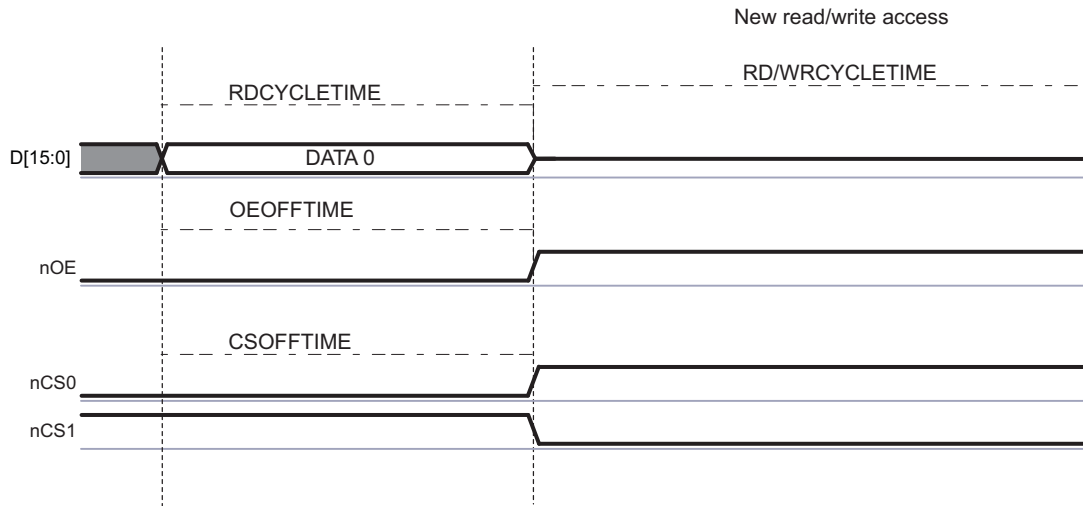 New read/write access
RDCYCLETIME
RD/WRCYCLETIME
D[15:0]
DATA 0
OEOFFTIME
nOE
CSOFFTIME
nCS0
nCS1